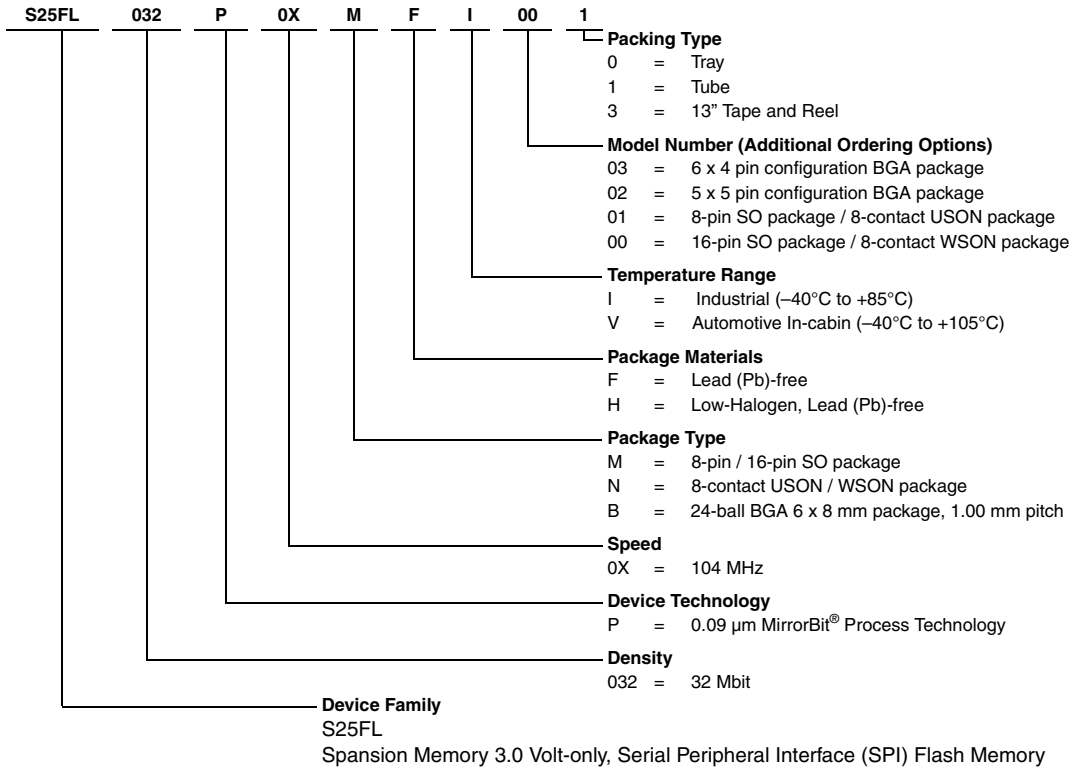 S25FL 032 P 0X M F I 00 1
Packing Type
0 = Tray
1 = Tube
3 = 13” Tape and Reel
Model Number (Additional Ordering Options)
03 = 6 x 4 pin configuration BGA package
02 = 5 x 5 pin configuration BGA package
01 = 8-pin SO package / 8-contact USON package
00 = 16-pin SO package / 8-contact WSON package
Temperature Range
I = Industrial (–40°C to +85°C)
V = Automotive In-cabin (–40°C to +105°C)
Package Materials
F = Lead (Pb)-free
H = Low-Halogen, Lead (Pb)-free
Package Type
M = 8-pin / 16-pin SO package
N = 8-contact USON / WSON package
B = 24-ball BGA 6 x 8 mm package, 1.00 mm pitch
Speed
0X = 104 MHz
Device Technology
P = 0.09 µm MirrorBit® Process Technology
Density
032 = 32 Mbit
Device Family
S25FL
Spansion Memory 3.0 Volt-only, Serial Peripheral Interface (SPI) Flash Memory